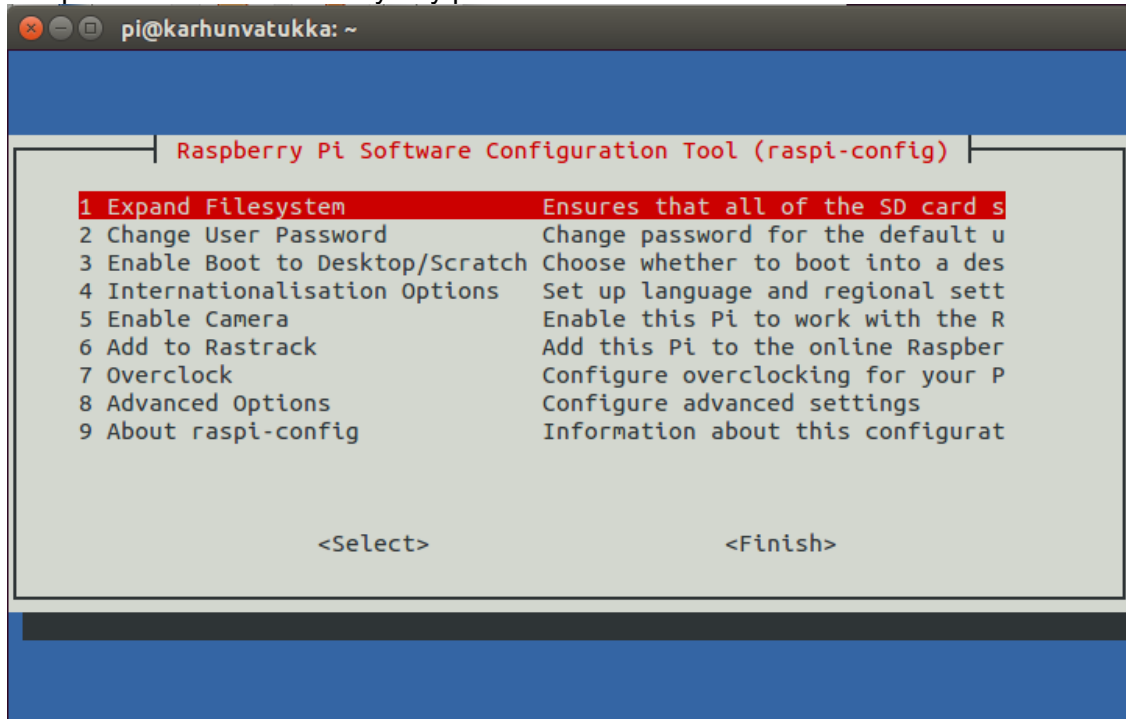 pi@karhunvatukka: ~
Raspberry Pi Software Configuration Tool (raspi-config)
1 Expand Filesystem Ensures that all of the SD card s
2 Change User Password Change password for the default u
3 Enable Boot to Desktop/Scratch Choose whether to boot into a des
4 Internationalisation Options Set up language and regional sett
5 Enable Camera Enable this Pi to work with the R
6 Add to Rastrack Add this Pi to the online Raspber
7 Overclock Configure overclocking for your P
8 Advanced Options Configure advanced settings
9 About raspi-config Information about this configurat
<Select> <Finish>